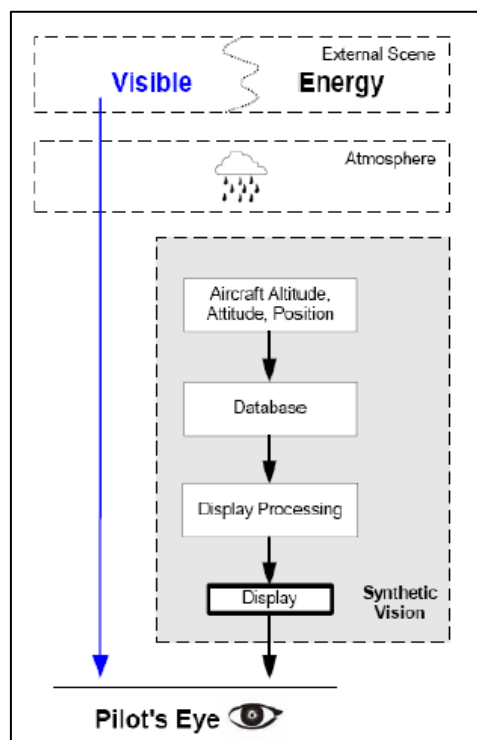 External Scene
Visible Energy
Atmosphere
Aircraft Altitude,
Attitude, Position
Database
Display Processing
Display
Synthetic
Vision
Pilot's Eye